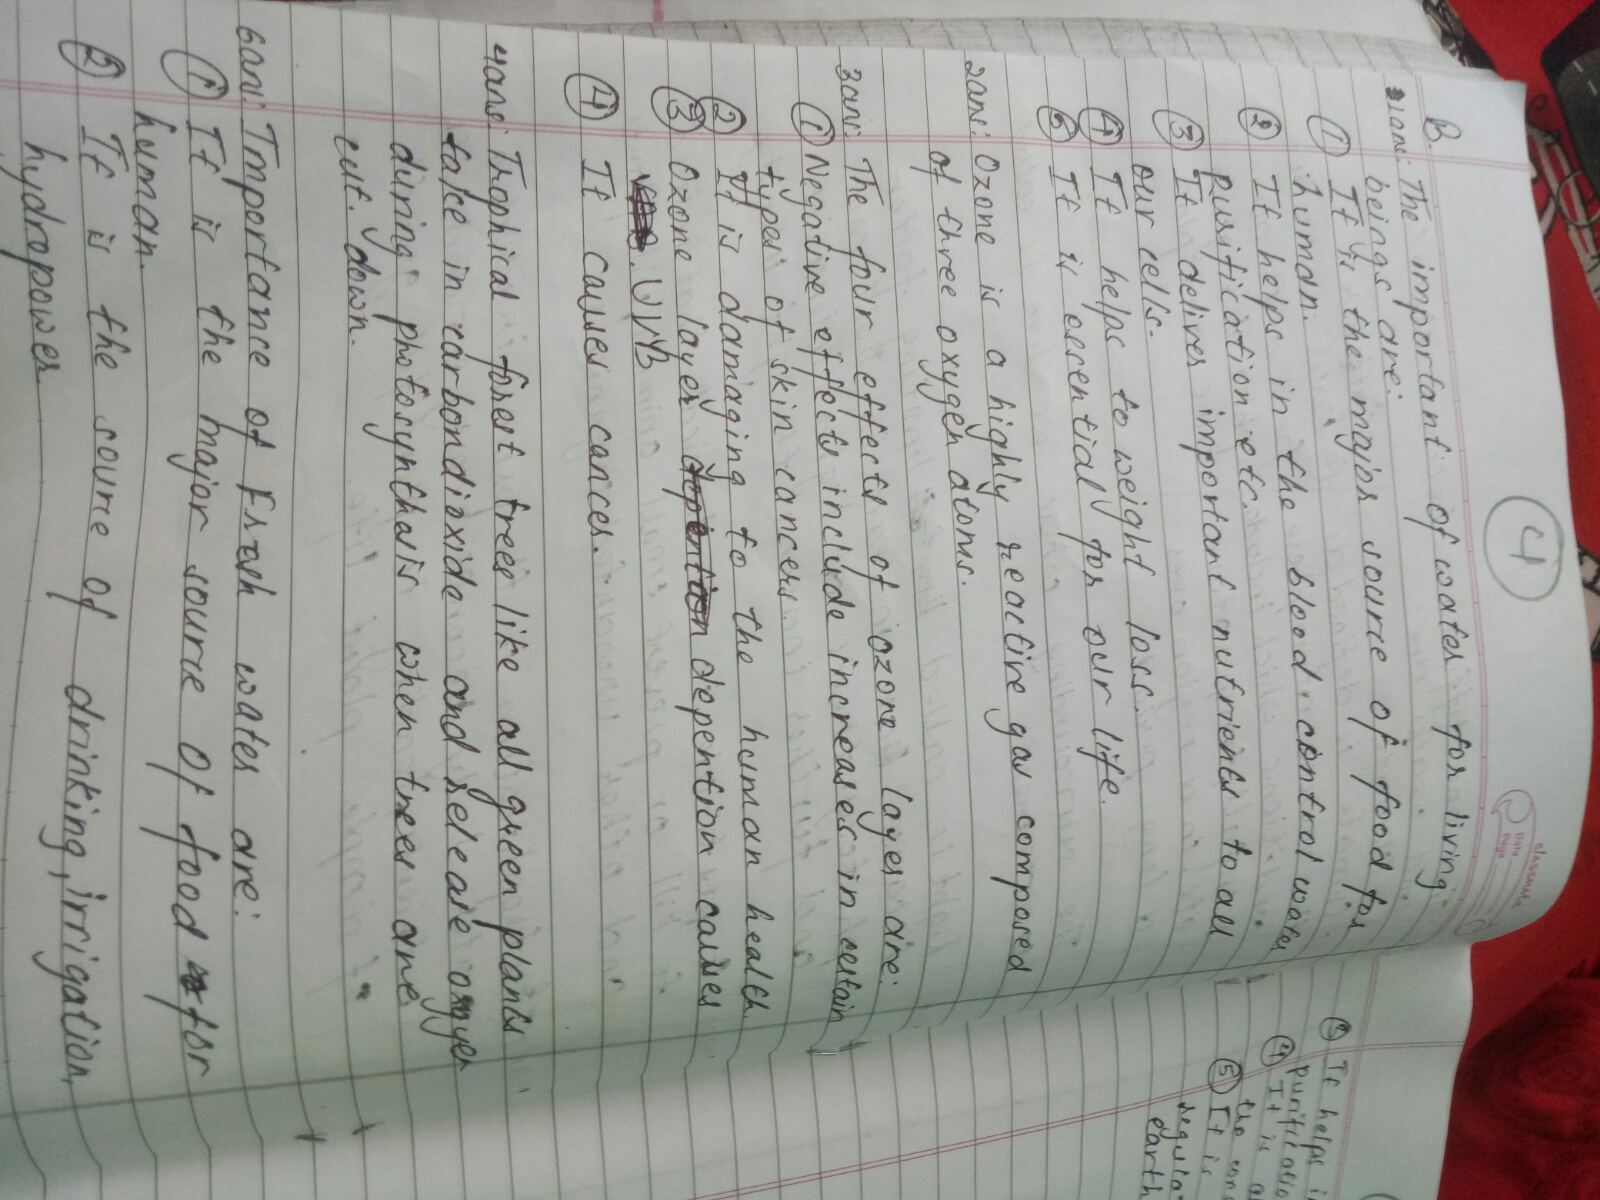 4
classmate
Date
Page
B.
1ans: The important of water for living
beings are:
① It is the major source of food for
human.
② It helps in the blood control water
purification etc.
③ It deliver important nutrients to all
our cells.
④ It helps to weight loss.
⑤ It is essential for our life.
2ans: Ozone is a highly reactive gas composed
of three oxygen atoms.
3ans: The four effects of ozone layer are:
① Negative effects include increases in certain
types of skin cancers.
② It is damaging to the human health
③ Ozone layer depention causes
UVB
④ It causes cancer.
4ans: Trophical forest trees like all green plants
take in carbondioxide and release oxygen
during photosynthesis when trees are
cut down.
6ans: Importance of Fresh water are:
① It is the major source of food for
human.
② It is the source of drinking, irrigation,
hydropower
③ It helps i
purificatio
④ It is a
the con
⑤ It is
regula
earth